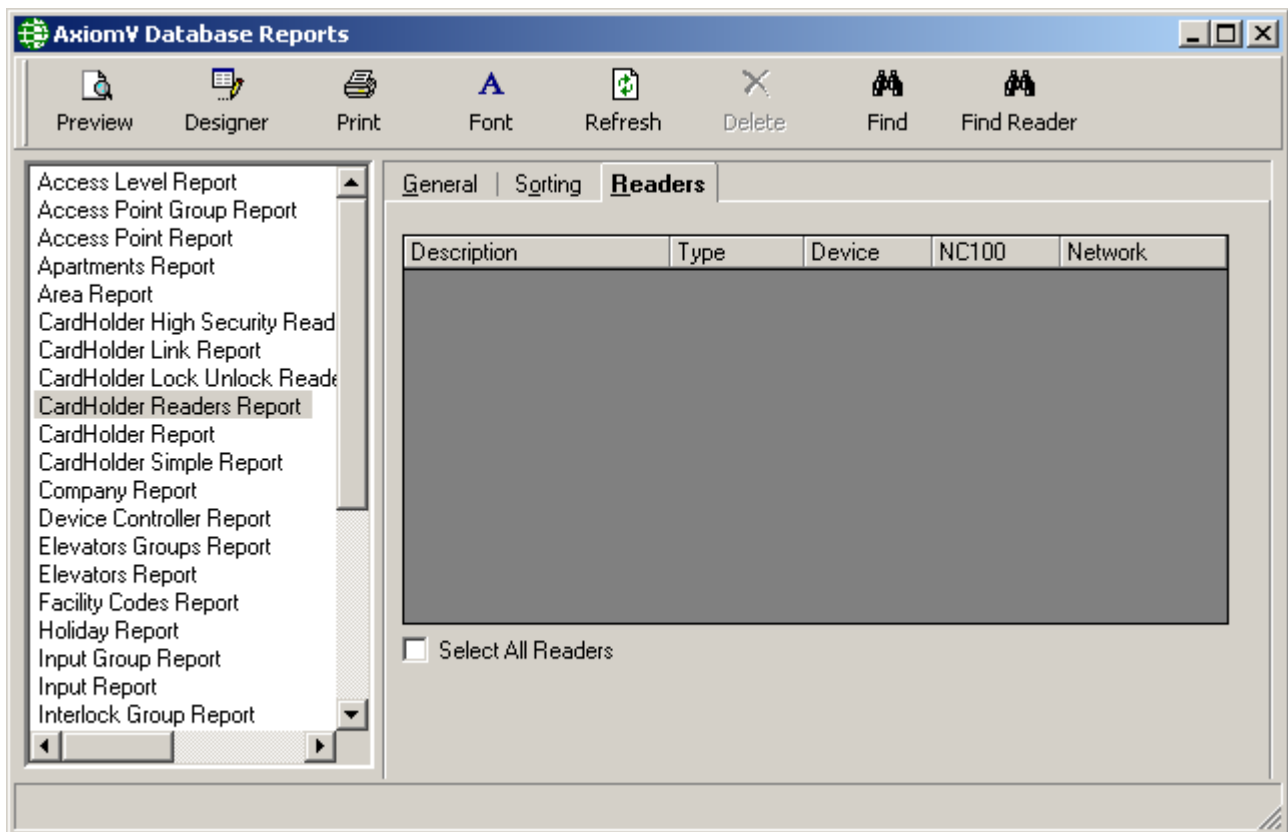 AxiomV Database Reports
Preview Designer Print Font Refresh Delete Find Find Reader
Access Level Report
Access Point Group Report
Access Point Report
Apartments Report
Area Report
CardHolder High Security Read
CardHolder Link Report
CardHolder Lock Unlock Reade
CardHolder Readers Report
CardHolder Report
CardHolder Simple Report
Company Report
Device Controller Report
Elevators Groups Report
Elevators Report
Facility Codes Report
Holiday Report
Input Group Report
Input Report
Interlock Group Report
General | Sorting Readers
Description Type Device NC100 Network
Select All Readers